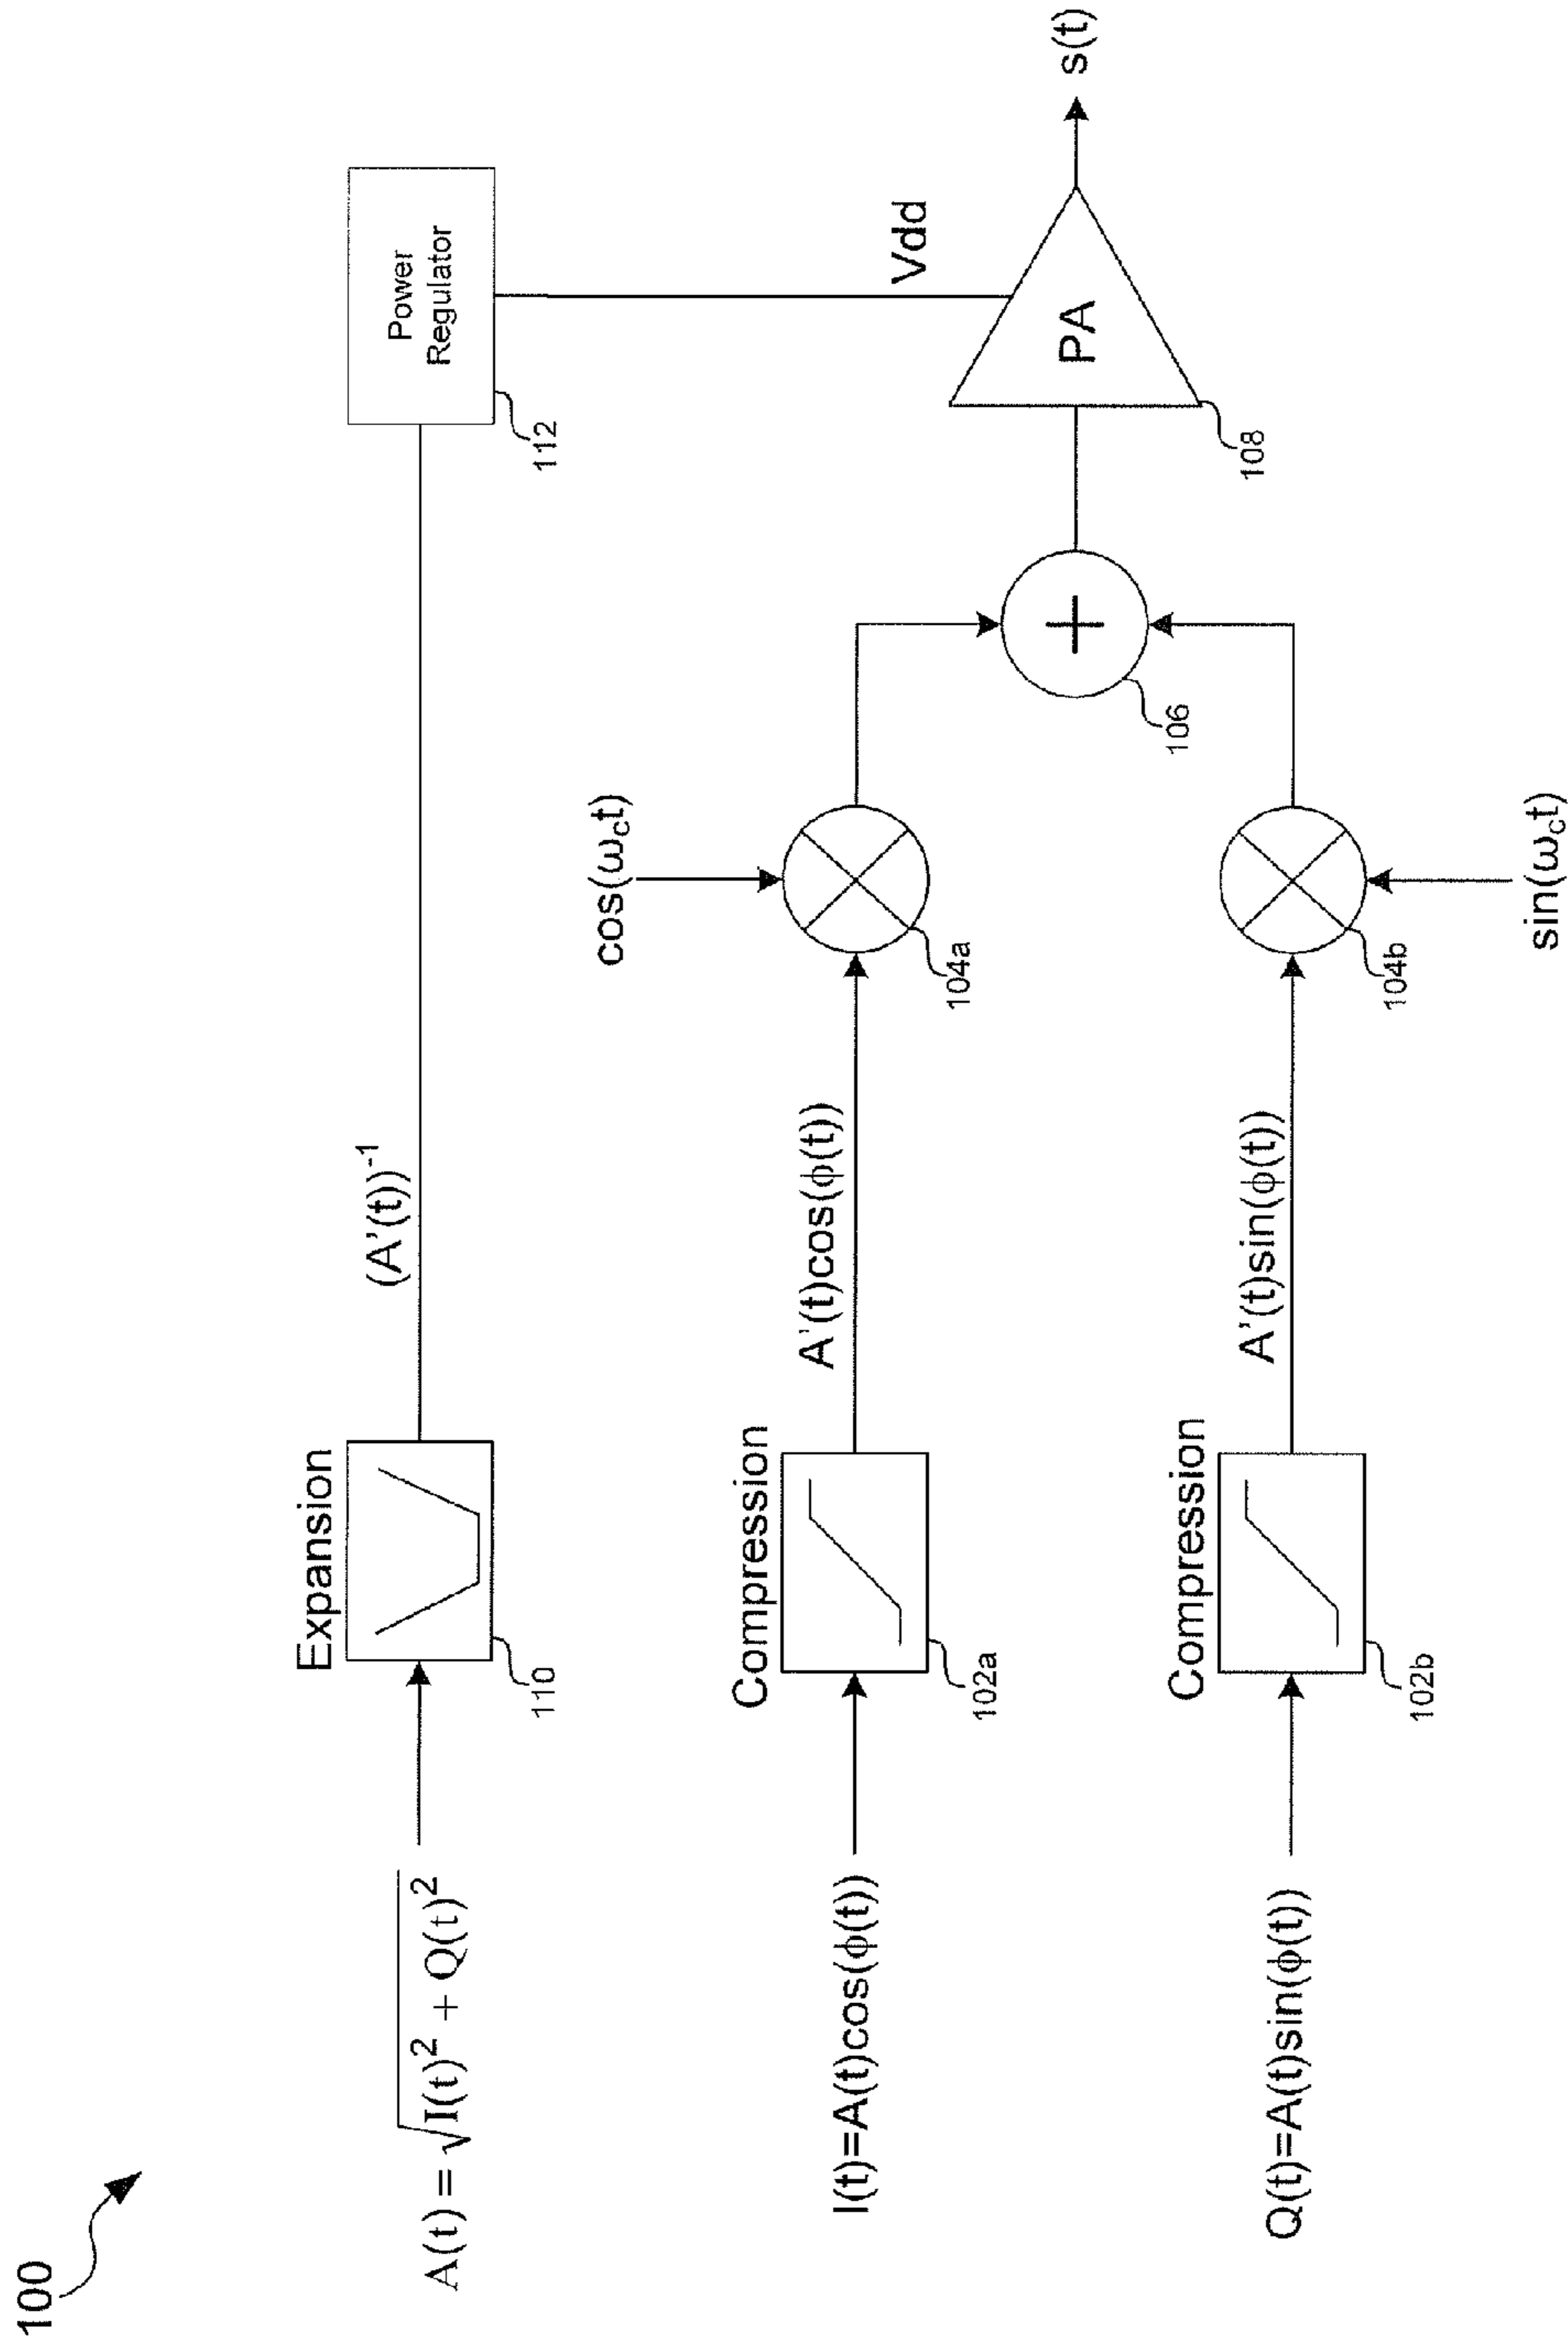 100
Expansion
A(t) = √I(t)² + Q(t)²
110
(A'(t))⁻¹
Power
Regulator
112
Compression
I(t)=A(t)cos(ϕ(t))
102a
A'(t)cos(ϕ(t))
cos(ωct)
104a
Compression
Q(t)=A(t)sin(ϕ(t))
102b
A'(t)sin(ϕ(t))
sin(ωct)
104b
+
106
Vdd
PA
108
s(t)